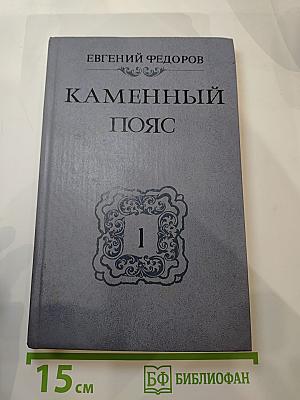 ЕВГЕНИЙ ФЕДОРОВ
КАМЕННЫЙ
ПОЯС
1
15 см
БФ БИБЛИОФАН